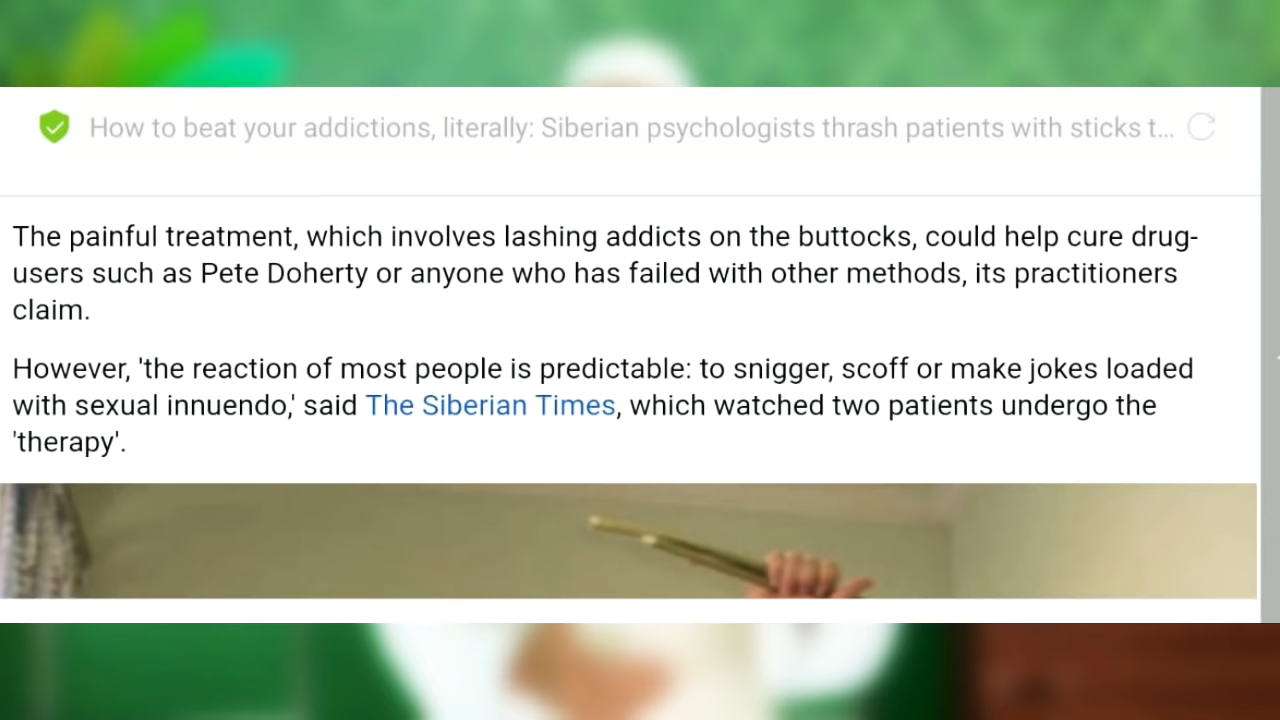 How to beat your addictions, literally: Siberian psychologists thrash patients with sticks t...
The painful treatment, which involves lashing addicts on the buttocks, could help cure drug-
users such as Pete Doherty or anyone who has failed with other methods, its practitioners
claim.
However, 'the reaction of most people is predictable: to snigger, scoff or make jokes loaded
with sexual innuendo,' said The Siberian Times, which watched two patients undergo the
'therapy'.